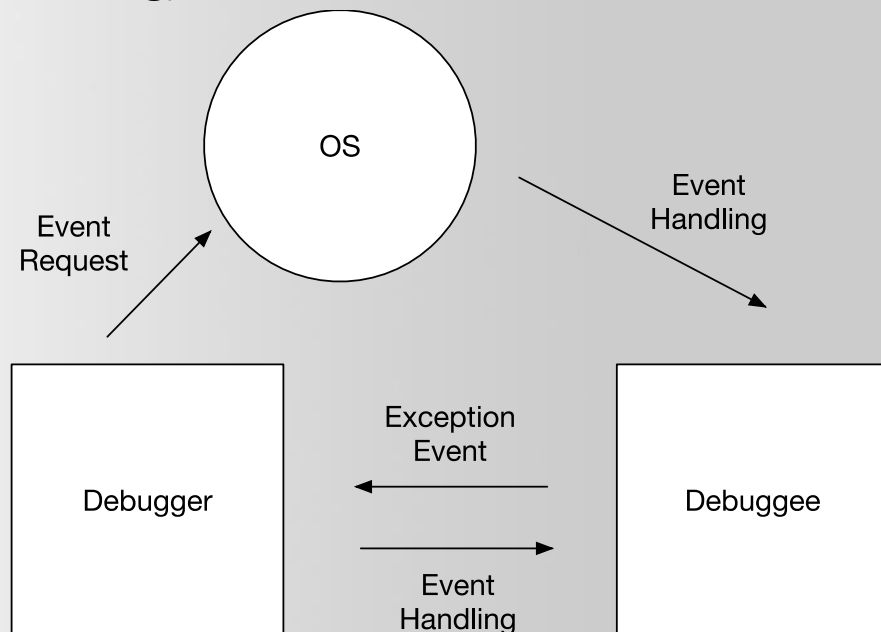 OS
Event
Handling
Event
Request
Exception
Event
Debugger
Debuggee
Event
Handling